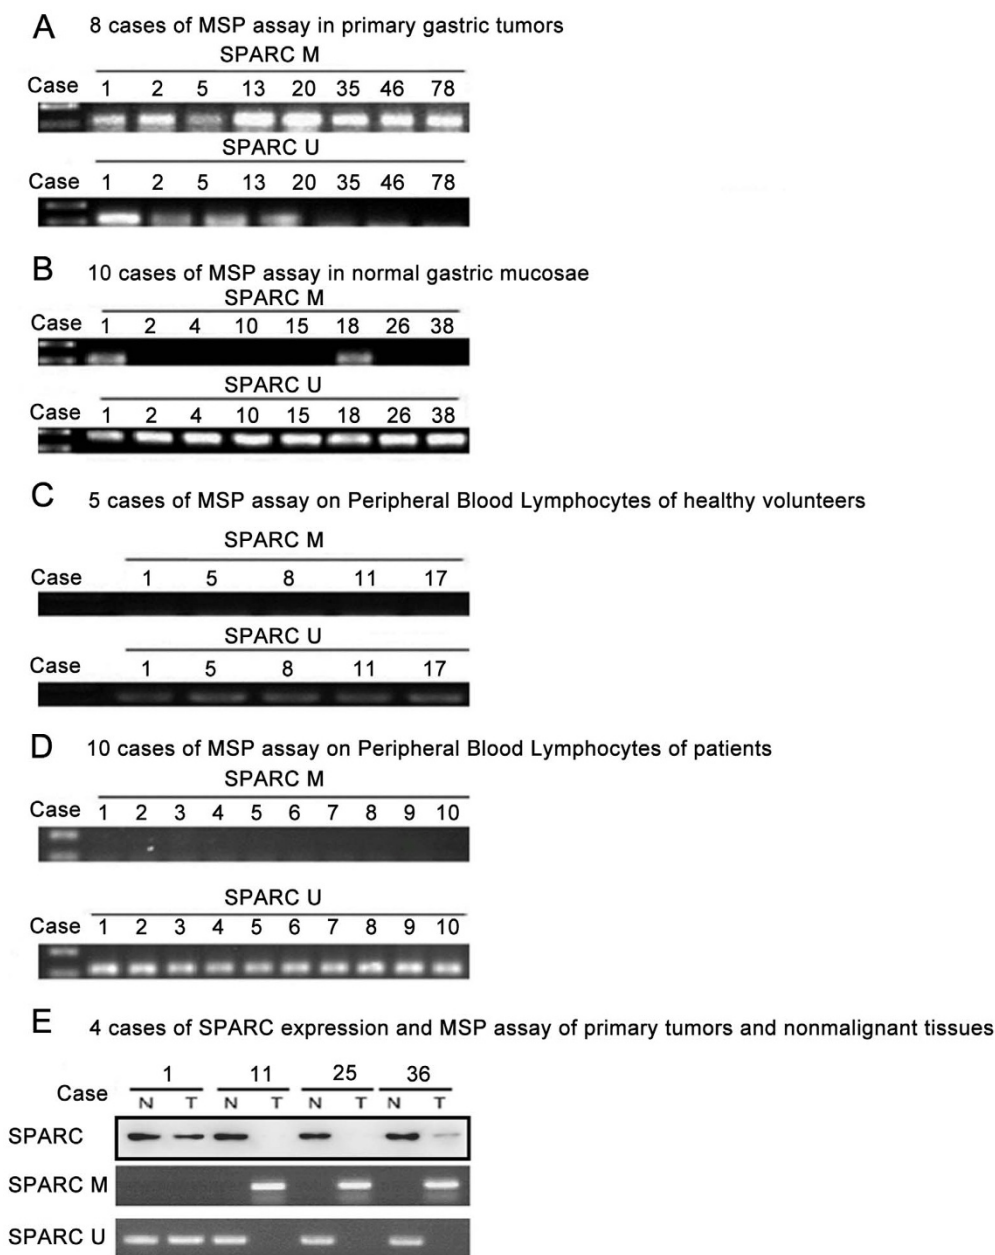 A 8 cases of MSP assay in primary gastric tumors
SPARC M
Case 1 2 5 13 20 35 46 78
SPARC U
Case 1 2 5 13 20 35 46 78
B 10 cases of MSP assay in normal gastric mucosae
SPARC M
Case 1 2 4 10 15 18 26 38
SPARC U
Case 1 2 4 10 15 18 26 38
C 5 cases of MSP assay on Peripheral Blood Lymphocytes of healthy volunteers
SPARC M
Case 1 5 8 11 17
SPARC U
Case 1 5 8 11 17
D 10 cases of MSP assay on Peripheral Blood Lymphocytes of patients
SPARC M
Case 1 2 3 4 5 6 7 8 9 10
SPARC U
Case 1 2 3 4 5 6 7 8 9 10
E 4 cases of SPARC expression and MSP assay of primary tumors and nonmalignant tissues
1 11 25 36
Case N T N T N T N T
SPARC
SPARC M
SPARC U